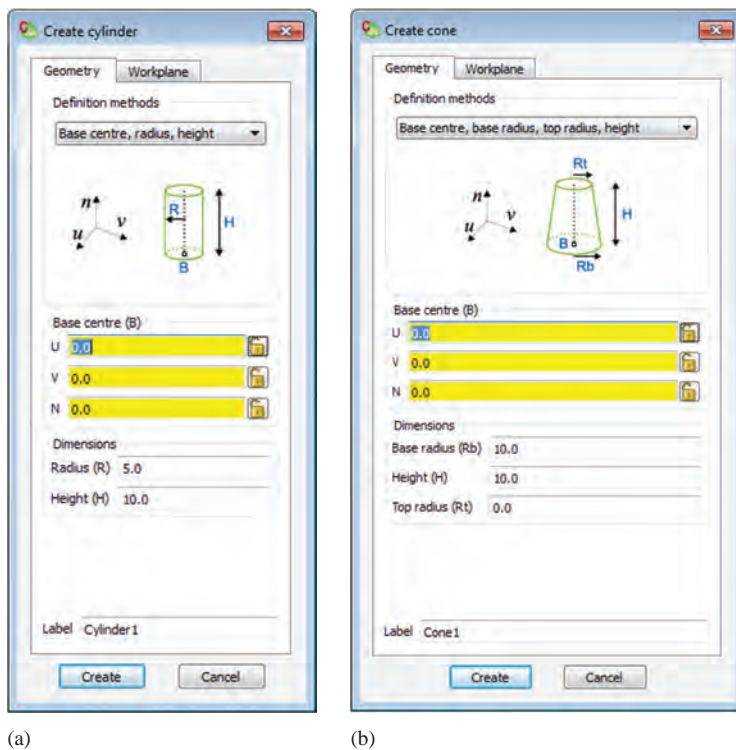 Create cylinder
Geometry Workplane
Definition methods
Base centre, radius, height
n
v
u
R
H
B
Base centre (B)
U 0.0
V 0.0
N 0.0
Dimensions
Radius (R) 5.0
Height (H) 10.0
Label Cylinder1
Create Cancel
(a)
Create cone
Geometry Workplane
Definition methods
Base centre, base radius, top radius, height
Rt
n
v
u
H
B
Rb
Base centre (B)
U 0.0
V 0.0
N 0.0
Dimensions
Base radius (Rb) 10.0
Height (H) 10.0
Top radius (Rt) 0.0
Label Cone1
Create Cancel
(b)